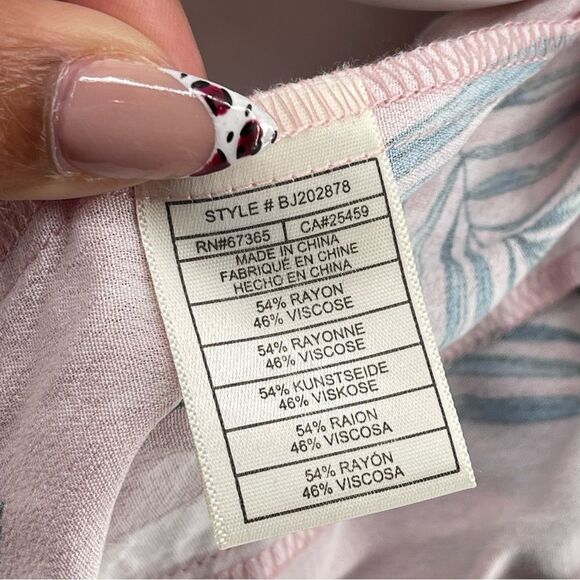 STYLE # BJ202878
RN#67365 CA#25459
MADE IN CHINA
FABRIQUÉ EN CHINE
HECHO EN CHINA
54% RAYON
46% VISCOSE
54% RAYONNE
46% VISCOSE
54% KUNSTSEIDE
46% VISKOSE
54% RAION
46% VISCOSA
54% RAYÓN
46% VISCOSA